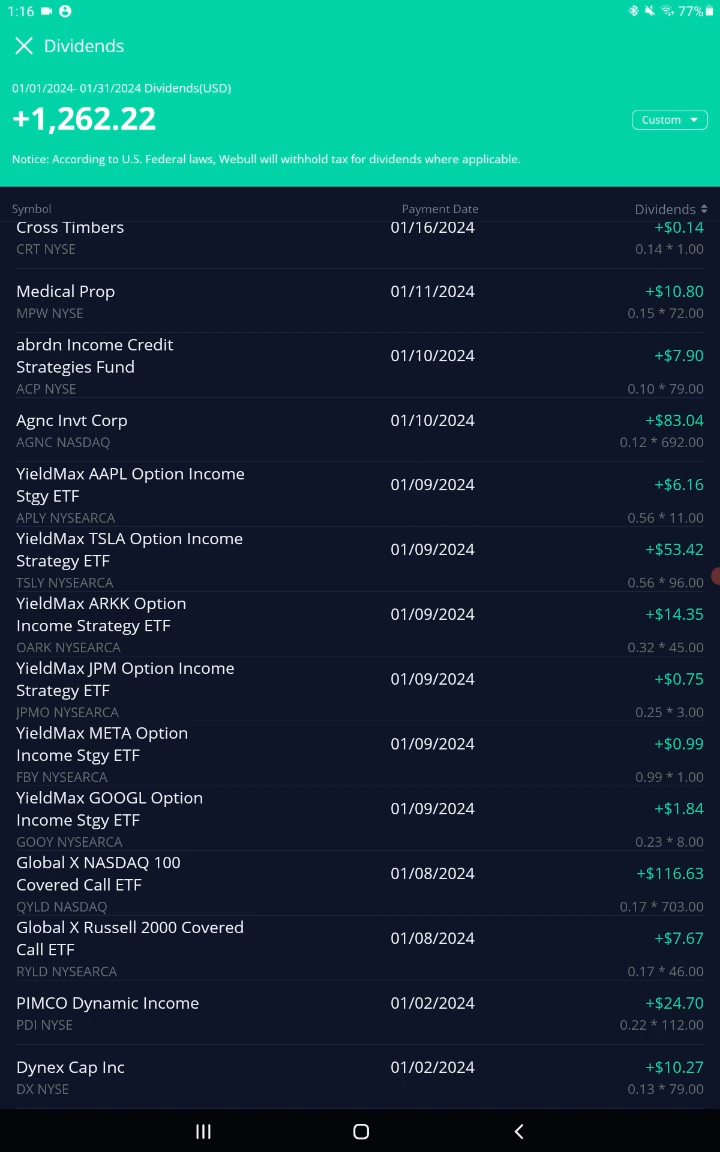 1:16
77%
Dividends
01/01/2024- 01/31/2024 Dividends(USD)
+1,262.22
Custom
Notice: According to U.S. Federal laws, Webull will withhold tax for dividends where applicable.
Symbol Payment Date Dividends
Cross Timbers 01/16/2024 +$0.14
CRT NYSE 0.14 * 1.00
Medical Prop 01/11/2024 +$10.80
MPW NYSE 0.15 * 72.00
abrdn Income Credit
Strategies Fund 01/10/2024 +$7.90
ACP NYSE 0.10 * 79.00
Agnc Invt Corp 01/10/2024 +$83.04
AGNC NASDAQ 0.12 * 692.00
YieldMax AAPL Option Income
Stgy ETF 01/09/2024 +$6.16
APLY NYSEARCA 0.56 * 11.00
YieldMax TSLA Option Income
Strategy ETF 01/09/2024 +$53.42
TSLY NYSEARCA 0.56 * 96.00
YieldMax ARKK Option
Income Strategy ETF 01/09/2024 +$14.35
OARK NYSEARCA 0.32 * 45.00
YieldMax JPM Option Income
Strategy ETF 01/09/2024 +$0.75
JPMO NYSEARCA 0.25 * 3.00
YieldMax META Option
Income Stgy ETF 01/09/2024 +$0.99
FBY NYSEARCA 0.99 * 1.00
YieldMax GOOGL Option
Income Stgy ETF 01/09/2024 +$1.84
GOOY NYSEARCA 0.23 * 8.00
Global X NASDAQ 100
Covered Call ETF 01/08/2024 +$116.63
QYLD NASDAQ 0.17 * 703.00
Global X Russell 2000 Covered
Call ETF 01/08/2024 +$7.67
RYLD NYSEARCA 0.17 * 46.00
PIMCO Dynamic Income 01/02/2024 +$24.70
PDI NYSE 0.22 * 112.00
Dynex Cap Inc 01/02/2024 +$10.27
DX NYSE 0.13 * 79.00